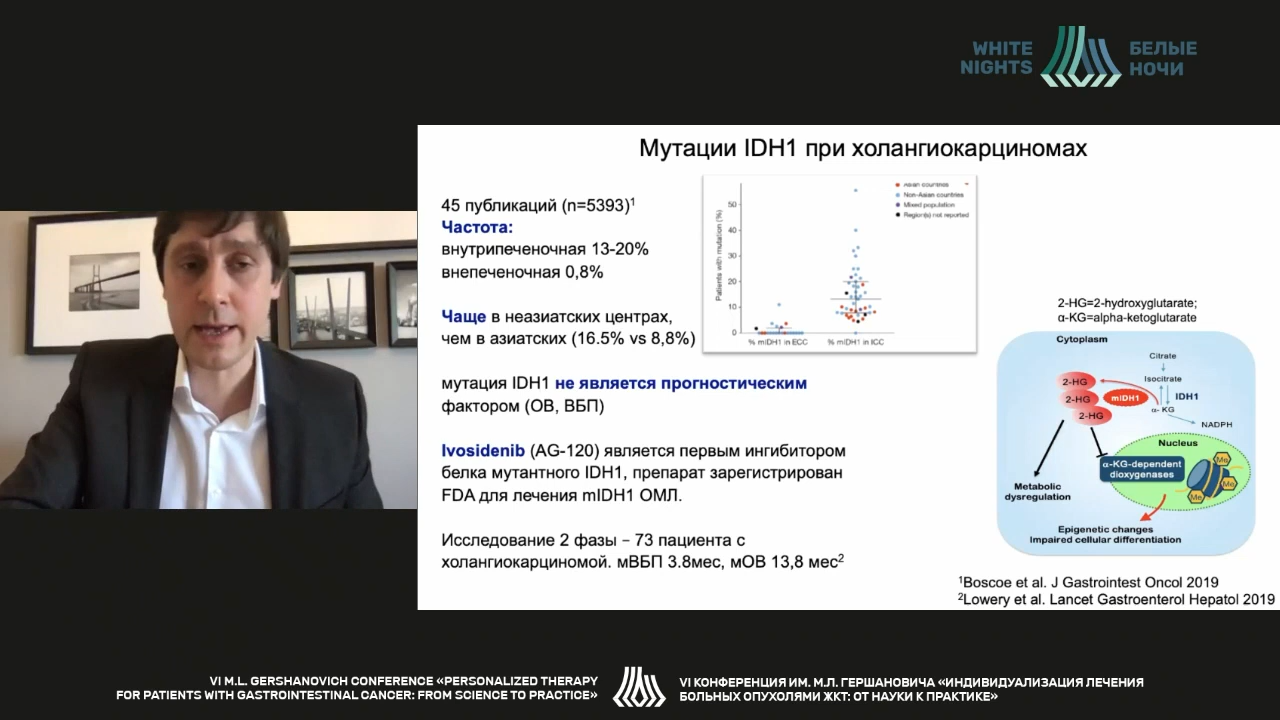 WHITE
NIGHTS
БЕЛЫЕ
НОЧИ
Мутации IDH1 при холангиокарциномах
45 публикаций (n=5393)¹
Частота:
внутрипеченочная 13-20%
внепеченочная 0,8%
Чаще в неазиатских центрах,
чем в азиатских (16.5% vs 8,8%)
мутация IDH1 не является прогностическим
фактором (ОВ, ВБП)
Ivosidenib (AG-120) является первым ингибитором
белка мутантного IDH1, препарат зарегистрирован
FDA для лечения mIDH1 ОМЛ.
Исследование 2 фазы – 73 пациента с
холангиокарциномой. мВБП 3.8мес, мОВ 13,8 мес²
Patients with mutation (%)
50
40
30
20
10
0
% mIDH1 in ECC
% mIDH1 in ICC
Asian countries
Non-Asian countries
Mixed population
Region(s) not reported
2-HG=2-hydroxyglutarate;
α-KG=alpha-ketoglutarate
Cytoplasm
Citrate
Isocitrate
IDH1
α- KG
NADPH
mIDH1
2-HG
2-HG
2-HG
Nucleus
α-KG-dependent
dioxygenases
Me
Me
Me
Metabolic
dysregulation
Epigenetic changes
Impaired cellular differentiation
¹Boscoe et al. J Gastrointest Oncol 2019
²Lowery et al. Lancet Gastroenterol Hepatol 2019
VI M.L. GERSHANOVICH CONFERENCE «PERSONALIZED THERAPY
FOR PATIENTS WITH GASTROINTESTINAL CANCER: FROM SCIENCE TO PRACTICE»
VI КОНФЕРЕНЦИЯ ИМ. М.Л. ГЕРШАНОВИЧА «ИНДИВИДУАЛИЗАЦИЯ ЛЕЧЕНИЯ
БОЛЬНЫХ ОПУХОЛЯМИ ЖКТ: ОТ НАУКИ К ПРАКТИКЕ»